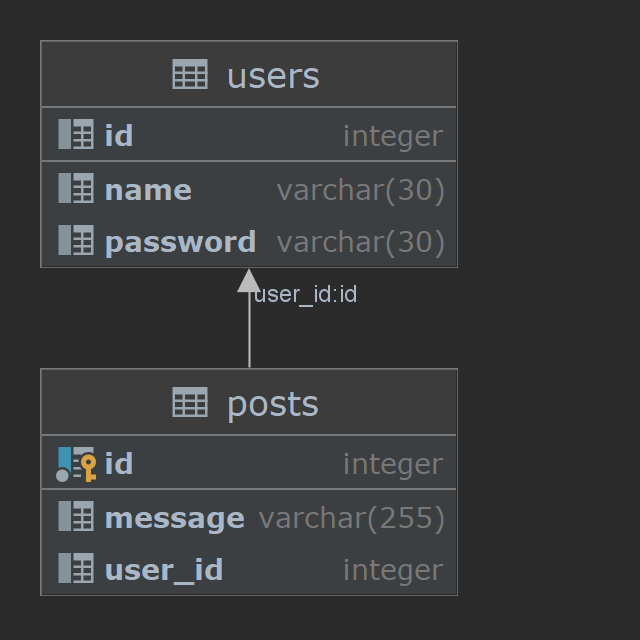 users
id integer
name varchar(30)
password varchar(30)
user_id:id
posts
id integer
message varchar(255)
user_id integer